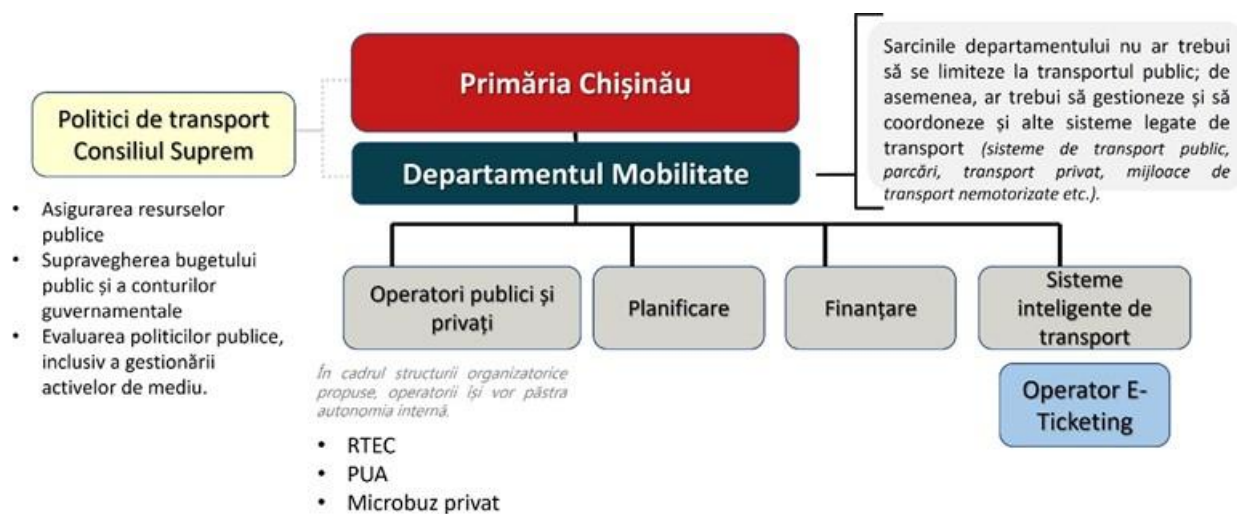 Primăria Chișinău
Departamentul Mobilitate
Sarcinile departamentului nu ar trebui
să se limiteze la transportul public; de
asemenea, ar trebui să gestioneze și să
coordoneze și alte sisteme legate de
transport (sisteme de transport public,
parcări, transport privat, mijloace de
transport nemotorizate etc.).
Politici de transport
Consiliul Suprem
• Asigurarea resurselor
publice
• Supravegherea bugetului
public și a conturilor
guvernamentale
• Evaluarea politicilor publice,
inclusiv a gestionării
activelor de mediu.
Operatori publici și
privați
Planificare
Finanțare
Sisteme
inteligente de
transport
În cadrul structurii organizatorice
propuse, operatorii își vor păstra
autonomia internă.
• RTEC
• PUA
• Microbuz privat
Operator E-
Ticketing